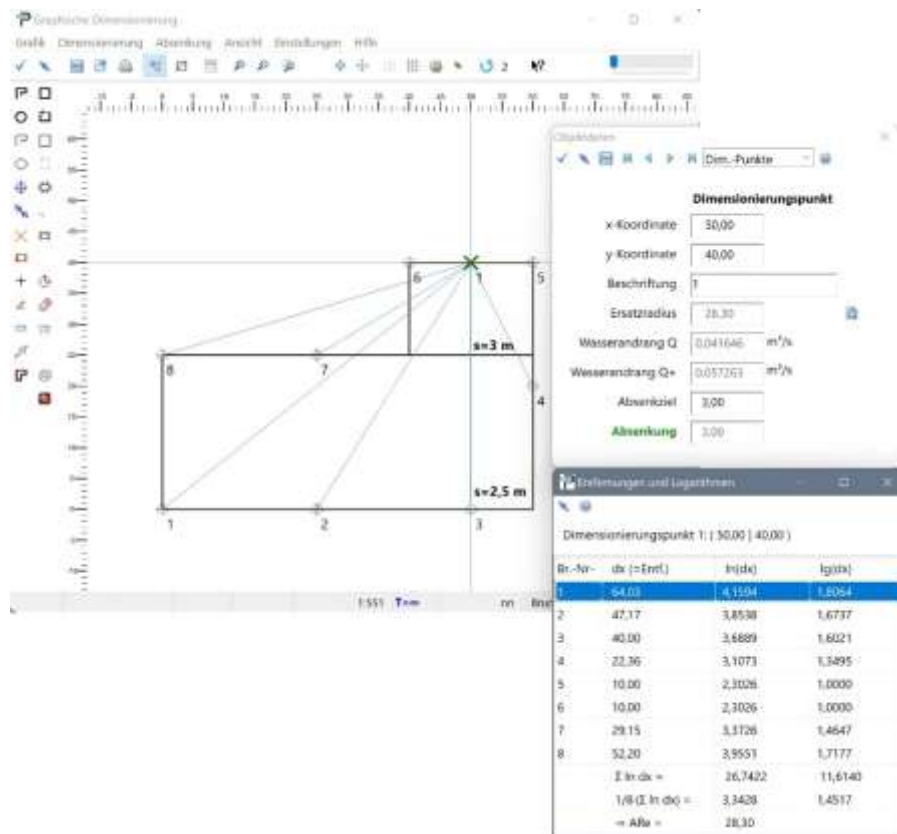 Graphische Dimensionierung
Grafik Dimensionierung Absenkung Ansicht Einstellungen Hilfe
2
6
1
5
s=3 m
8
7
4
s=2,5 m
1
2
3
1:551 T=m
Objektdaten
Dim.-Punkte
Dimensionierungspunkt
x-Koordinate 50,00
y-Koordinate 40,00
Beschriftung 1
Ersatzradius 28,30
Wasserandrang Q 0,041646 m³/s
Wasserandrang Q+ 0,057263 m³/s
Absenkziel 3,00
Absenkung 3,00
Entfernungen und Logarithmen
Dimensionierungspunkt 1: ( 50,00 | 40,00 )
Br.-Nr- dx (=Entf.) ln(dx) lg(dx)
1 64,03 4,1594 1,8064
2 47,17 3,8538 1,6737
3 40,00 3,6889 1,6021
4 22,36 3,1073 1,3495
5 10,00 2,3026 1,0000
6 10,00 2,3026 1,0000
7 29,15 3,3726 1,4647
8 52,20 3,9551 1,7177
Σ ln dx = 26,7422 11,6140
1/8 (Σ ln dx) = 3,3428 1,4517
⇒ ARe = 28,30